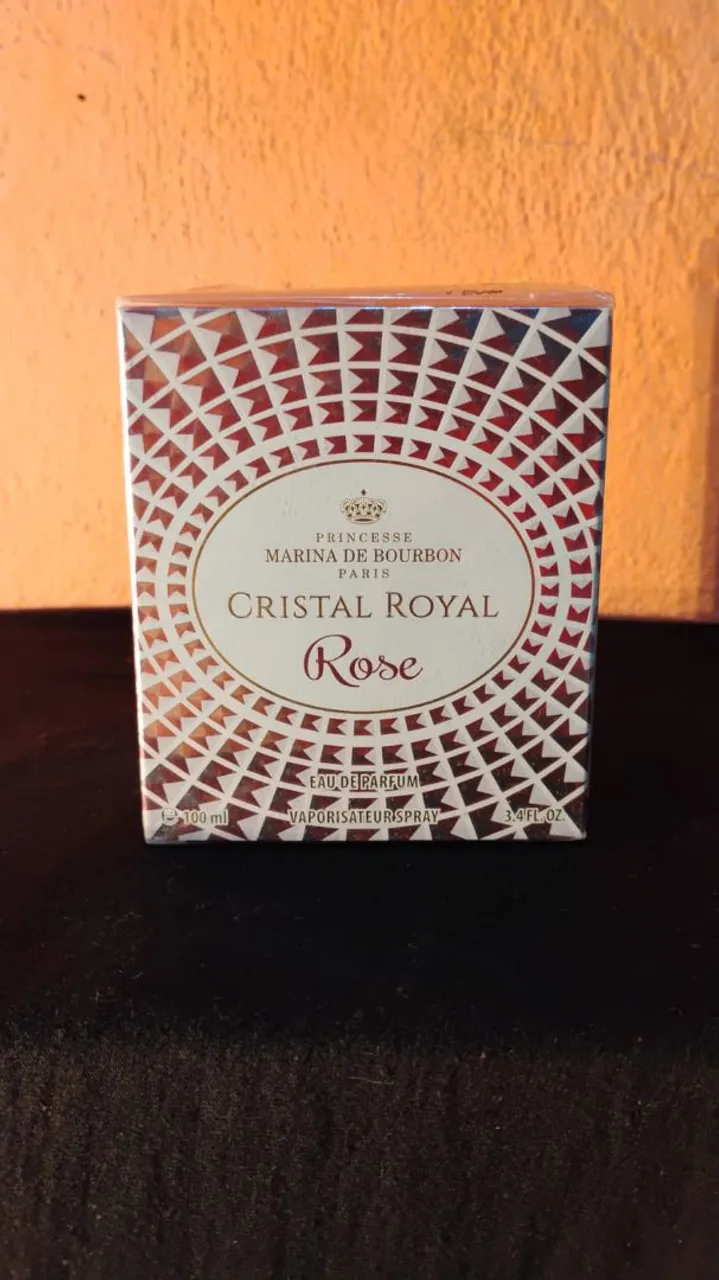 PRINCESSE
MARINA DE BOURBON
PARIS
CRISTAL ROYAL
Rose
EAU DE PARFUM
℮ 100 ml VAPORISATEUR SPRAY 3.4 FL. OZ.